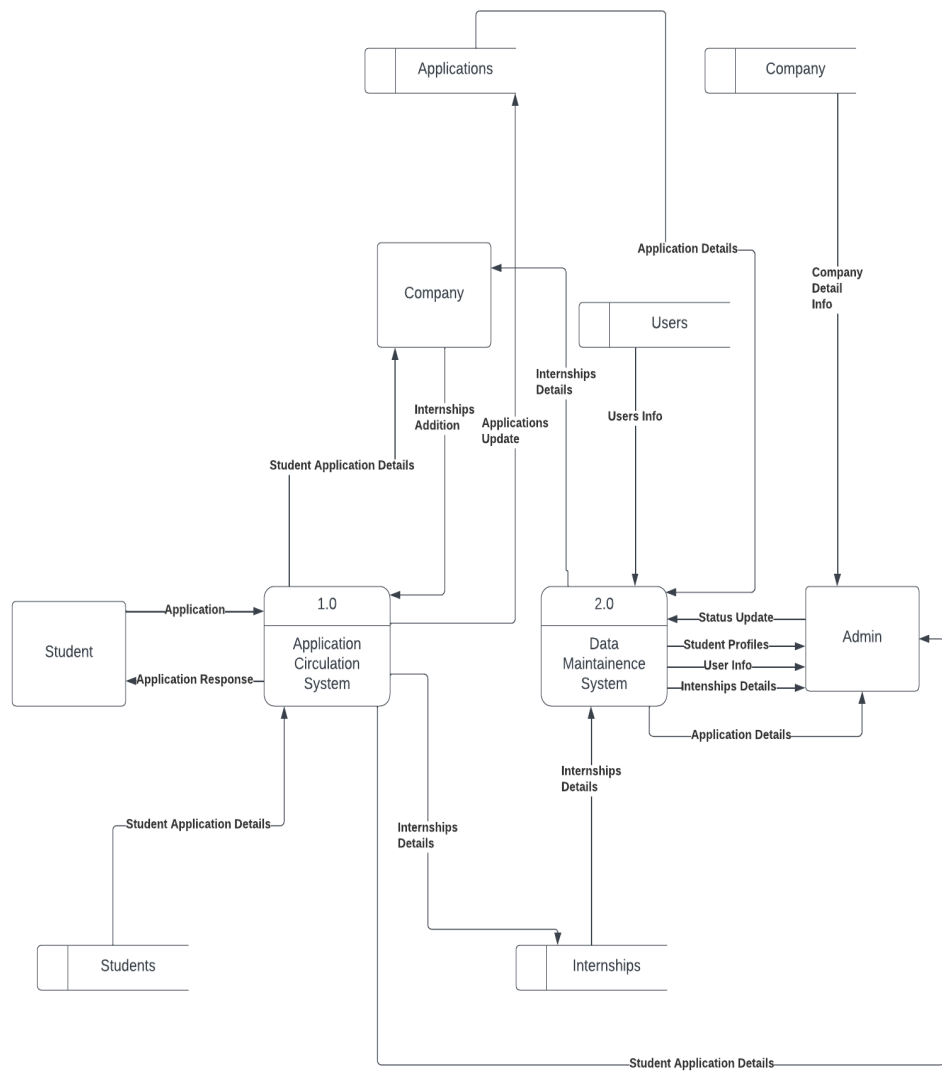 Applications
Company
Application Details
Company
Detail
Info
Company
Users
Internships
Details
Internships
Addition
Applications
Update
Users Info
Student Application Details
1.0
2.0
Application
Status Update
Student
Application
Circulation
System
Data
Maintainence
System
Admin
Student Profiles
User Info
Application Response
Intenships Details
Application Details
Internships
Details
Student Application Details
Internships
Details
Students
Internships
Student Application Details